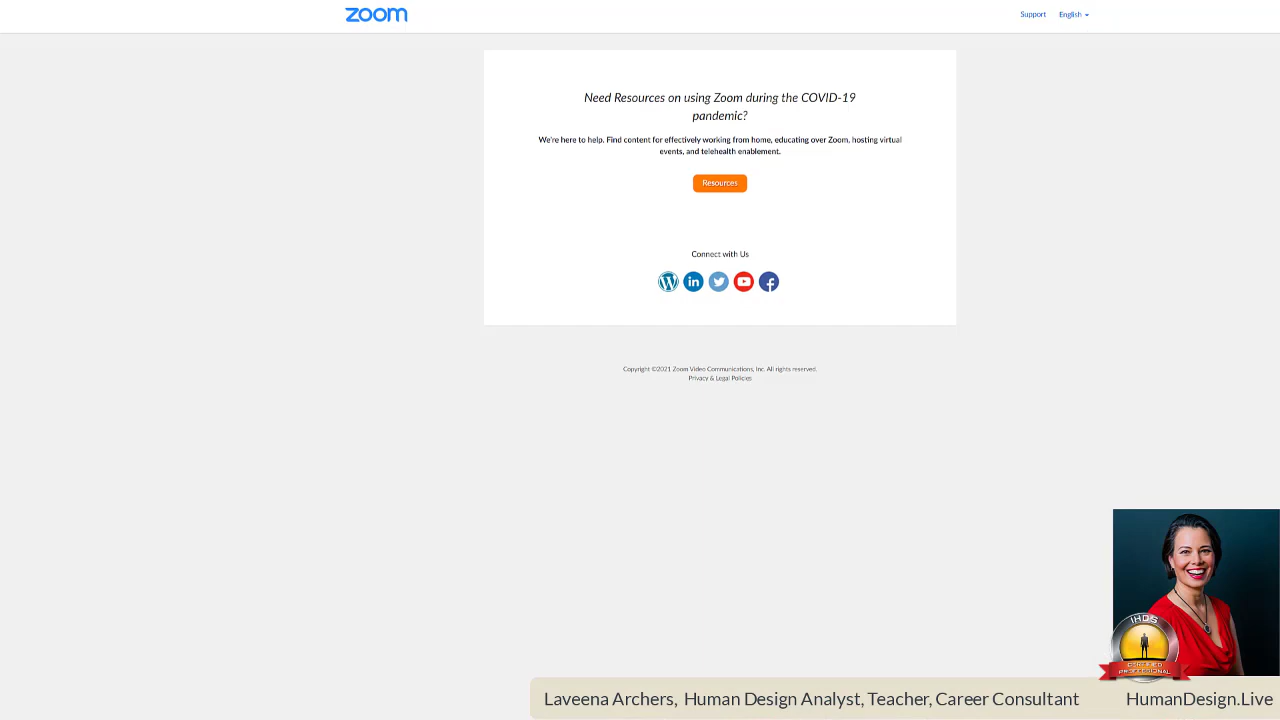 zoom
Support English
Need Resources on using Zoom during the COVID-19
pandemic?
We're here to help. Find content for effectively working from home, educating over Zoom, hosting virtual
events, and telehealth enablement.
Resources
Connect with Us
Copyright ©2021 Zoom Video Communications, Inc. All rights reserved.
Privacy & Legal Policies
IHDS
CERTIFIED
PROFESSIONAL
Laveena Archers, Human Design Analyst, Teacher, Career Consultant HumanDesign.Live